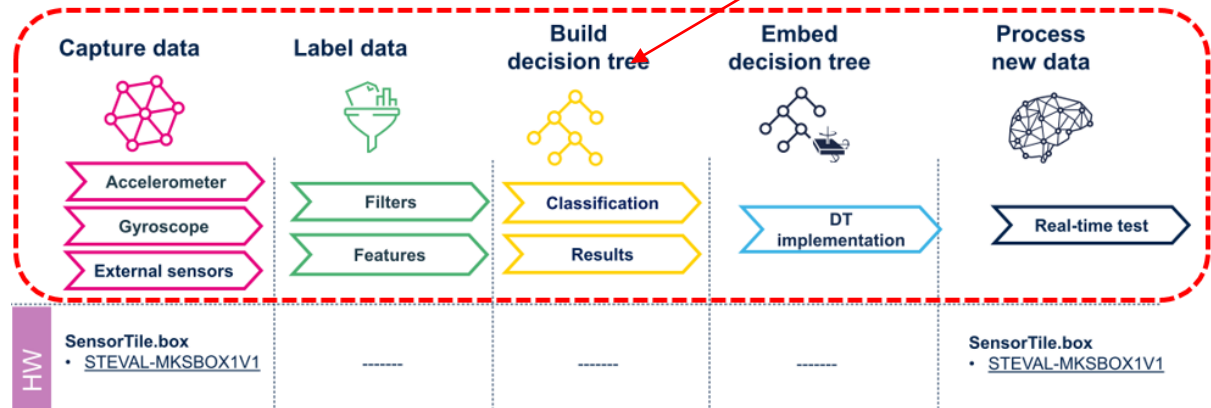 Capture data
Label data
Build
decision tree
Embed
decision tree
Process
new data
Accelerometer
Gyroscope
External sensors
Filters
Features
Classification
Results
DT
implementation
Real-time test
HW
SensorTile.box
• STEVAL-MKSBOX1V1
-------
-------
-------
SensorTile.box
• STEVAL-MKSBOX1V1